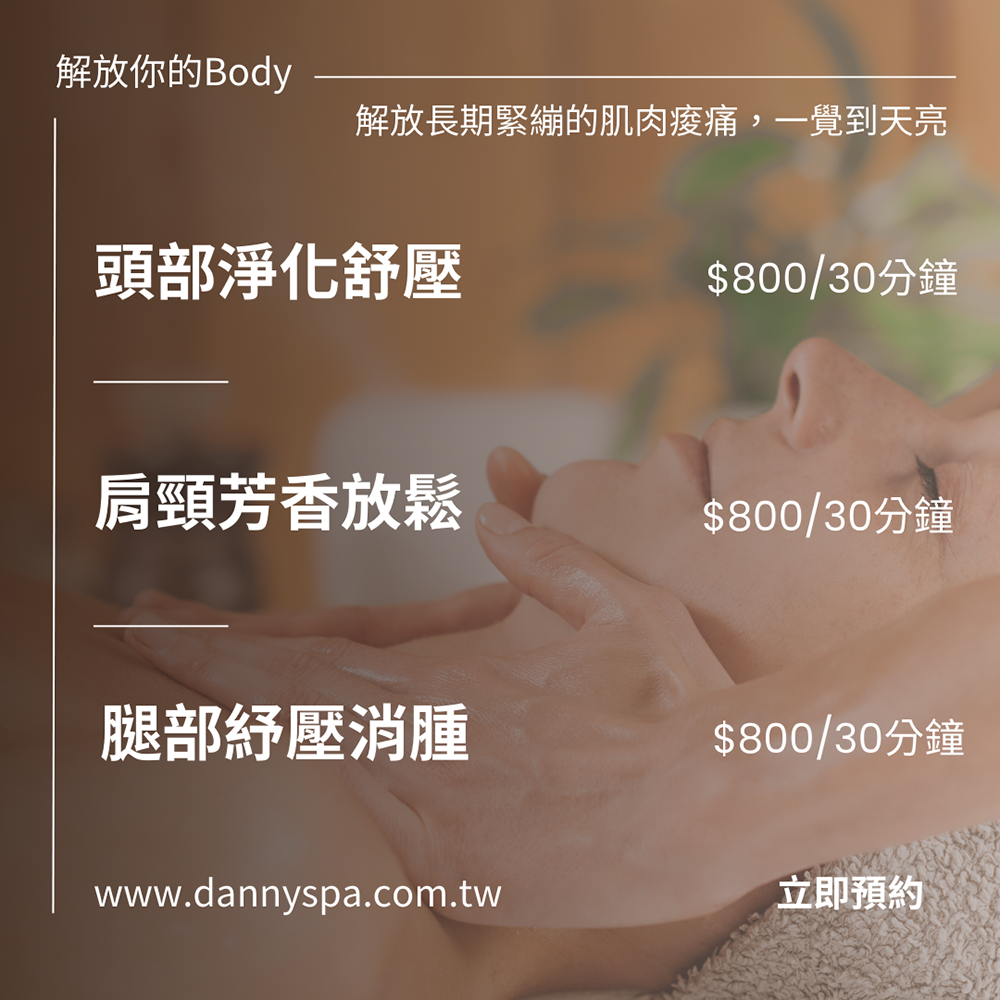 解放你的Body
解放長期緊繃的肌肉痠痛，一覺到天亮
頭部淨化舒壓
$800/30分鐘
肩頸芳香放鬆
$800/30分鐘
腿部紓壓消腫
$800/30分鐘
www.dannyspa.com.tw
立即預約